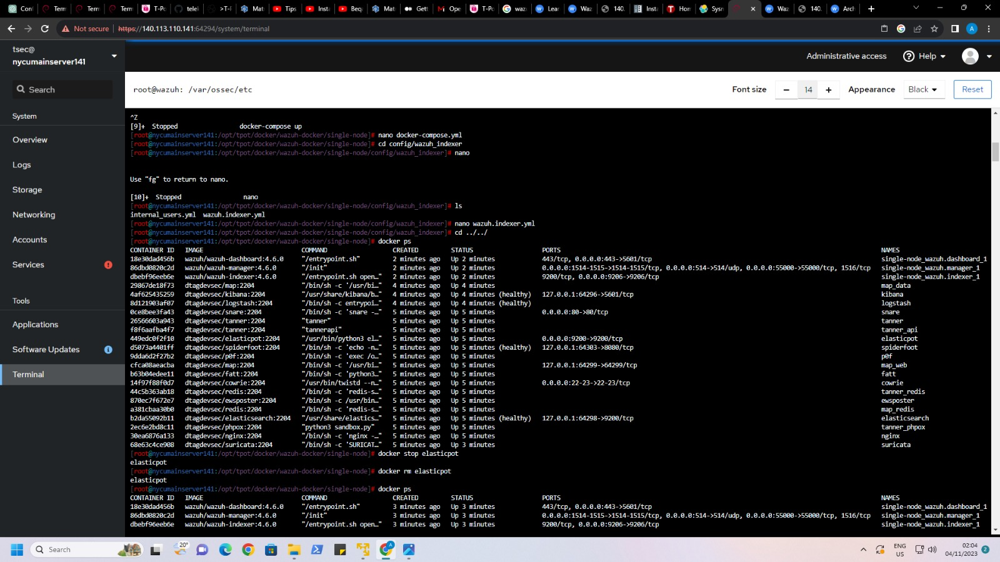 Con
Term
Term
Term
T-Po
telek
>T-F
Mat
Tips
Inst
Beq
Mat
Gett
Ope
T-Pc
waz
Lear
Waz
140.
Insta
Hon
Sysn
Waz
140.
Arch
Not secure
https://140.113.110.141:64294/system/terminal
A
tsec@
nycumainserver141
Administrative access
Help
Search
root@wazuh: /var/ossec/etc
Font size
14
Appearance
Black
Reset
System
Overview
Logs
Storage
Networking
Accounts
Services
Tools
Applications
Software Updates
Terminal
^Z
[9]+  Stopped                 docker-compose up
[root@nycumainserver141:/opt/tpot/docker/wazuh-docker/single-node]# nano docker-compose.yml
[root@nycumainserver141:/opt/tpot/docker/wazuh-docker/single-node]# cd config/wazuh_indexer
[root@nycumainserver141:/opt/tpot/docker/wazuh-docker/single-node/config/wazuh_indexer]# nano
Use "fg" to return to nano.
[10]+  Stopped                 nano
[root@nycumainserver141:/opt/tpot/docker/wazuh-docker/single-node/config/wazuh_indexer]# ls
internal_users.yml  wazuh.indexer.yml
[root@nycumainserver141:/opt/tpot/docker/wazuh-docker/single-node/config/wazuh_indexer]# nano wazuh.indexer.yml
[root@nycumainserver141:/opt/tpot/docker/wazuh-docker/single-node/config/wazuh_indexer]# cd ../../
[root@nycumainserver141:/opt/tpot/docker/wazuh-docker/single-node]# docker ps
CONTAINER ID   IMAGE   COMMAND   CREATED   STATUS   PORTS   NAMES
18e30dad456b   wazuh/wazuh-dashboard:4.6.0   "/entrypoint.sh"   2 minutes ago   Up 2 minutes   443/tcp, 0.0.0.0:443->5601/tcp   single-node_wazuh.dashboard_1
86dbd0820c2d   wazuh/wazuh-manager:4.6.0   "/init"   2 minutes ago   Up 2 minutes   0.0.0.0:1514-1515->1514-1515/tcp, 0.0.0.0:514->514/udp, 0.0.0.0:55000->55000/tcp, 1516/tcp   single-node_wazuh.manager_1
dbebf96eeb6e   wazuh/wazuh-indexer:4.6.0   "/entrypoint.sh open…"   2 minutes ago   Up 2 minutes   9200/tcp, 0.0.0.0:9206->9206/tcp   single-node_wazuh.indexer_1
29867de18f73   dtagdevsec/map:2204   "/bin/sh -c '/usr/bi…"   4 minutes ago   Up 4 minutes   map_data
4af625435259   dtagdevsec/kibana:2204   "/usr/share/kibana/b…"   4 minutes ago   Up 4 minutes (healthy)   127.0.0.1:64296->5601/tcp   kibana
8d121903af07   dtagdevsec/logstash:2204   "/bin/sh -c entrypoi…"   4 minutes ago   Up 4 minutes (healthy)   logstash
0ce8bee3fa43   dtagdevsec/snare:2204   "/bin/sh -c 'snare -…"   5 minutes ago   Up 5 minutes   0.0.0.0:80->80/tcp   snare
26566603a943   dtagdevsec/tanner:2204   "tanner"   5 minutes ago   Up 5 minutes   tanner
f8f6aafba4f7   dtagdevsec/tanner:2204   "tannerapi"   5 minutes ago   Up 5 minutes   tanner_api
449edc0f2f10   dtagdevsec/elasticpot:2204   "/usr/bin/python3 el…"   5 minutes ago   Up 5 minutes   0.0.0.0:9200->9200/tcp   elasticpot
d5073a4401ff   dtagdevsec/spiderfoot:2204   "/bin/sh -c 'echo -n…"   5 minutes ago   Up 5 minutes (healthy)   127.0.0.1:64303->8080/tcp   spiderfoot
9dda6d2f27b2   dtagdevsec/p0f:2204   "/bin/sh -c 'exec /o…"   5 minutes ago   Up 5 minutes   p0f
cfca08aeacba   dtagdevsec/map:2204   "/bin/sh -c '/usr/bi…"   5 minutes ago   Up 5 minutes   127.0.0.1:64299->64299/tcp   map_web
b63b04edee11   dtagdevsec/fatt:2204   "/bin/sh -c 'python3…"   5 minutes ago   Up 5 minutes   fatt
14f97f88f0d7   dtagdevsec/cowrie:2204   "/usr/bin/twistd --n…"   5 minutes ago   Up 5 minutes   0.0.0.0:22-23->22-23/tcp   cowrie
44c5b363ab18   dtagdevsec/redis:2204   "/bin/sh -c 'redis-s…"   5 minutes ago   Up 5 minutes   tanner_redis
870ec7f672e7   dtagdevsec/ewsposter:2204   "/bin/sh -c /usr/bin…"   5 minutes ago   Up 5 minutes   ewsposter
a381cbaa30b0   dtagdevsec/redis:2204   "/bin/sh -c 'redis-s…"   5 minutes ago   Up 5 minutes   map_redis
b2da55092b11   dtagdevsec/elasticsearch:2204   "/usr/share/elastics…"   5 minutes ago   Up 5 minutes (healthy)   127.0.0.1:64298->9200/tcp   elasticsearch
2ec6e2bd8c11   dtagdevsec/phpox:2204   "python3 sandbox.py"   5 minutes ago   Up 5 minutes   tanner_phpox
30ea6876a133   dtagdevsec/nginx:2204   "/bin/sh -c 'nginx -…"   5 minutes ago   Up 5 minutes   nginx
68e63c4ce908   dtagdevsec/suricata:2204   "/bin/sh -c 'SURICAT…"   5 minutes ago   Up 3 minutes   suricata
[root@nycumainserver141:/opt/tpot/docker/wazuh-docker/single-node]# docker stop elasticpot
elasticpot
[root@nycumainserver141:/opt/tpot/docker/wazuh-docker/single-node]# docker rm elasticpot
elasticpot
[root@nycumainserver141:/opt/tpot/docker/wazuh-docker/single-node]# docker ps
CONTAINER ID   IMAGE   COMMAND   CREATED   STATUS   PORTS   NAMES
18e30dad456b   wazuh/wazuh-dashboard:4.6.0   "/entrypoint.sh"   3 minutes ago   Up 3 minutes   443/tcp, 0.0.0.0:443->5601/tcp   single-node_wazuh.dashboard_1
86dbd0820c2d   wazuh/wazuh-manager:4.6.0   "/init"   3 minutes ago   Up 3 minutes   0.0.0.0:1514-1515->1514-1515/tcp, 0.0.0.0:514->514/udp, 0.0.0.0:55000->55000/tcp, 1516/tcp   single-node_wazuh.manager_1
dbebf96eeb6e   wazuh/wazuh-indexer:4.6.0   "/entrypoint.sh open…"   3 minutes ago   Up 3 minutes   9200/tcp, 0.0.0.0:9206->9206/tcp   single-node_wazuh.indexer_1
Search
20°
A
ENG
US
02:04
04/11/2023
2